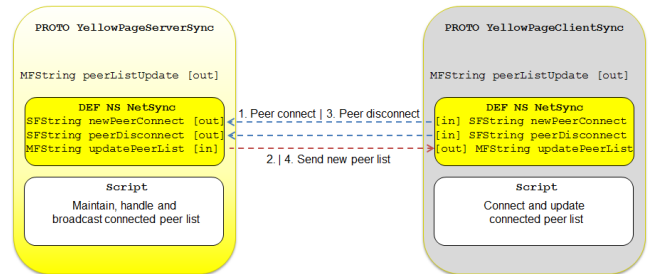 PROTO YellowPageServerSync
MFString peerListUpdate [out]
DEF NS NetSync
SFString newPeerConnect [out]
SFString peerDisconnect [out]
MFString updatePeerList [in]
Script
Maintain, handle and
broadcast connected peer list
1. Peer connect | 3. Peer disconnect
2. | 4. Send new peer list
PROTO YellowPageClientSync
MFString peerListUpdate [out]
DEF NS NetSync
[in] SFString newPeerConnect
[in] SFString peerDisconnect
[out] MFString updatePeerList
Script
Connect and update
connected peer list